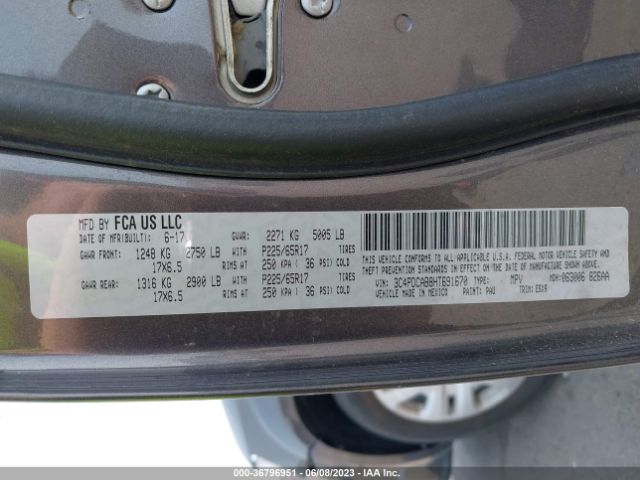 MFD BY FCA US LLC
DATE OF MFR(BUILT): 6-17 GVWR: 2271 KG 5005 LB
GAWR FRONT: 1248 KG 2750 LB WITH P225/65R17 TIRES
17X6.5 RIMS AT 250 KPA ( 36 PSI) COLD
GAWR REAR: 1316 KG 2900 LB WITH P225/65R17 TIRES
17X6.5 RIMS AT 250 KPA ( 36 PSI) COLD
THIS VEHICLE CONFORMS TO ALL APPLICABLE U.S.A. FEDERAL MOTOR VEHICLE SAFETY AND
THEFT PREVENTION STANDARDS IN EFFECT ON THE DATE OF MANUFACTURE SHOWN ABOVE.
VIN: 3C4PDCAB8HT691670 TYPE: MPV MDH: 063006 826AA
VEHICLE MADE IN MEXICO PAINT: PAU TRIM:
000-36796951 - 06/08/2023 -